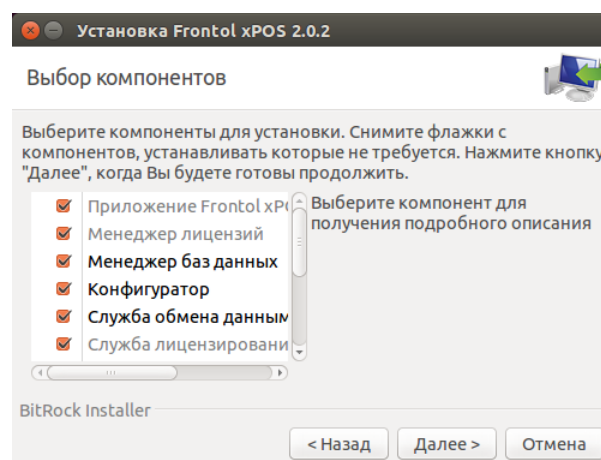 Установка Frontol xPOS 2.0.2
Выбор компонентов
Выберите компоненты для установки. Снимите флажки с
компонентов, устанавливать которые не требуется. Нажмите кнопку
"Далее", когда Вы будете готовы продолжить.
Приложение Frontol xPO
Менеджер лицензий
Менеджер баз данных
Конфигуратор
Служба обмена данным
Служба лицензировани
Выберите компонент для
получения подробного описания
BitRock Installer
< Назад
Далее >
Отмена